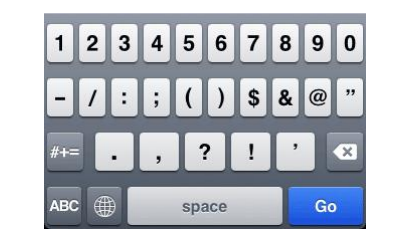 1 2 3 4 5 6 7 8 9 0
- / : ; ( ) $ & @ "
#+= . , ? ! '
ABC space Go